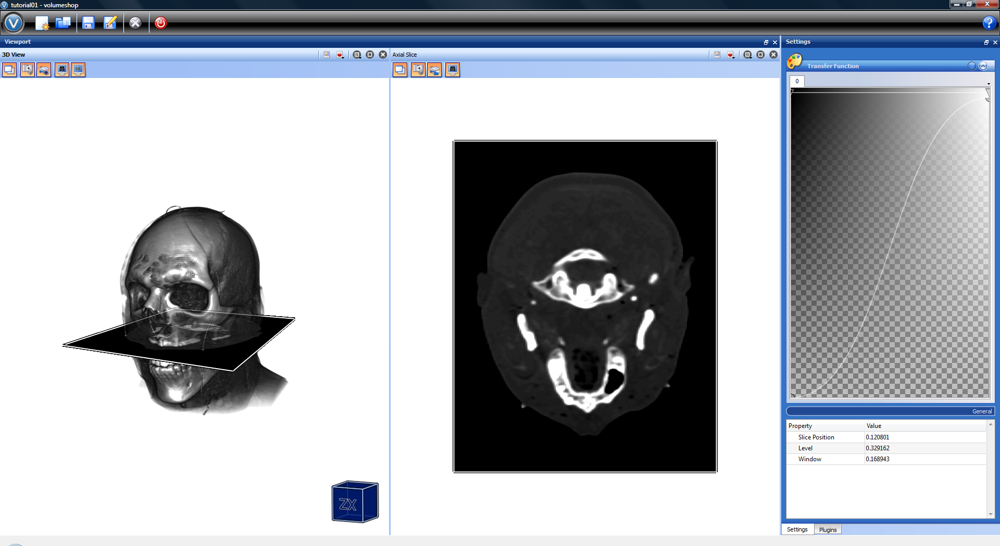 tutorial01 - volumeshop
Viewport
Settings
3D View
Axial Slice
Transfer Function
0
General
Property Value
Slice Position 0.120801
Level 0.329162
Window 0.168943
ZX
Settings Plugins